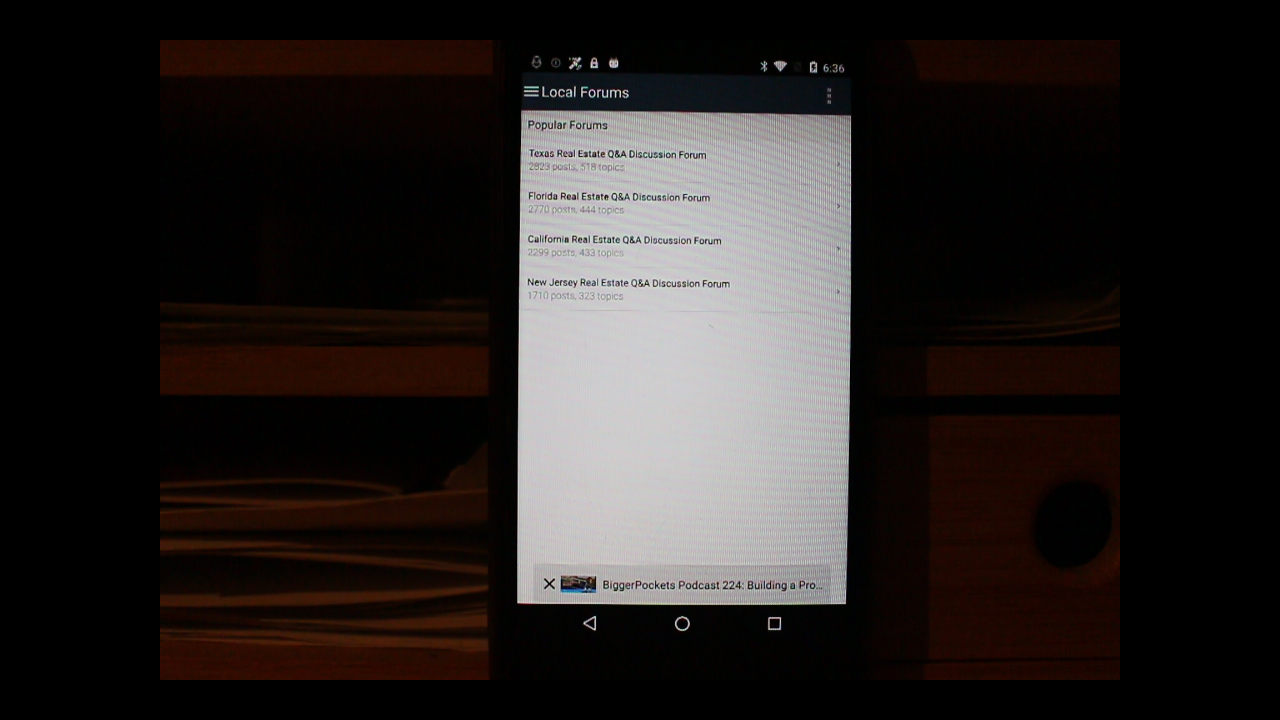 6:36
Local Forums
Popular Forums
Texas Real Estate Q&A Discussion Forum
2823 posts, 518 topics
Florida Real Estate Q&A Discussion Forum
2770 posts, 444 topics
California Real Estate Q&A Discussion Forum
2299 posts, 433 topics
New Jersey Real Estate Q&A Discussion Forum
1710 posts, 323 topics
BiggerPockets Podcast 224: Building a Pro...